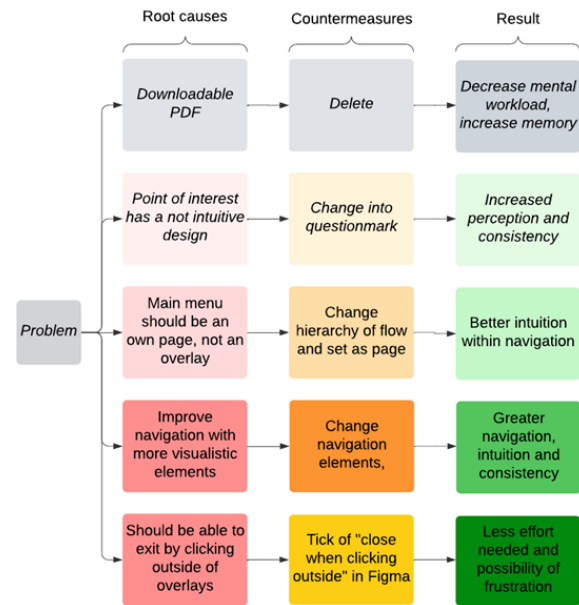 Root causes
Countermeasures
Result
Downloadable
PDF
Delete
Decrease mental
workload,
increase memory
Point of interest
has a not intuitive
design
Change into
questionmark
Increased
perception and
consistency
Problem
Main menu
should be an
own page, not an
overlay
Change
hierarchy of flow
and set as page
Better intuition
within navigation
Improve
navigation with
more visualistic
elements
Change
navigation
elements,
Greater
navigation,
intuition and
consistency
Should be able to
exit by clicking
outside of
overlays
Tick of "close
when clicking
outside" in Figma
Less effort
needed and
possibility of
frustration